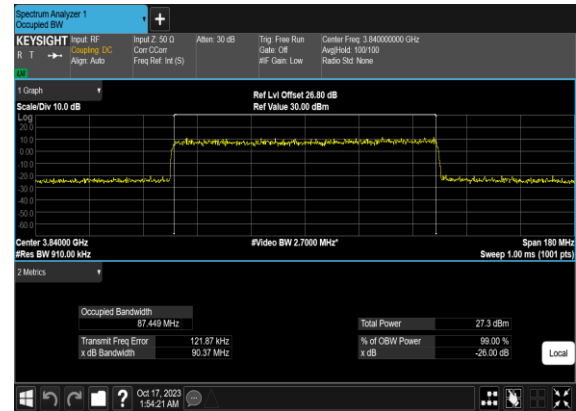 Spectrum Analyzer 1
Occupied BW
+
KEYSIGHT Input: RF Input Z: 50 Ω Atten: 30 dB Trig: Free Run Center Freq: 3.840000000 GHz
R T Coupling: DC Corr CCorr Gate: Off Avg|Hold: 100/100
Align: Auto Freq Ref: Int (S) #IF Gain: Low Radio Std: None
1 Graph
Scale/Div 10.0 dB
Ref Lvl Offset 26.80 dB
Ref Value 30.00 dBm
Log
20.0
10.0
0.00
-10.0
-20.0
-30.0
-40.0
-50.0
-60.0
Center 3.84000 GHz #Video BW 2.7000 MHz* Span 180 MHz
#Res BW 910.00 kHz Sweep 1.00 ms (1001 pts)
2 Metrics
Occupied Bandwidth
87.449 MHz Total Power 27.3 dBm
Transmit Freq Error 121.87 kHz % of OBW Power 99.00 %
x dB Bandwidth 90.37 MHz x dB -26.00 dB
Local
? Oct 17, 2023
1:54:21 AM